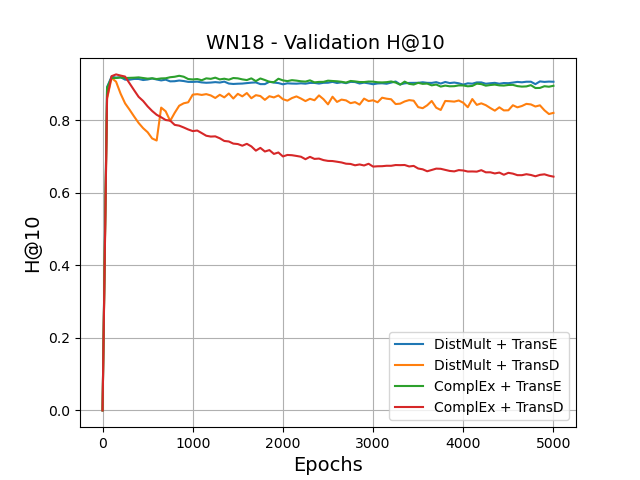 WN18 - Validation H@10
H@10
0.8
0.6
0.4
0.2
0.0
0
1000
2000
3000
4000
5000
Epochs
DistMult + TransE
DistMult + TransD
ComplEx + TransE
ComplEx + TransD